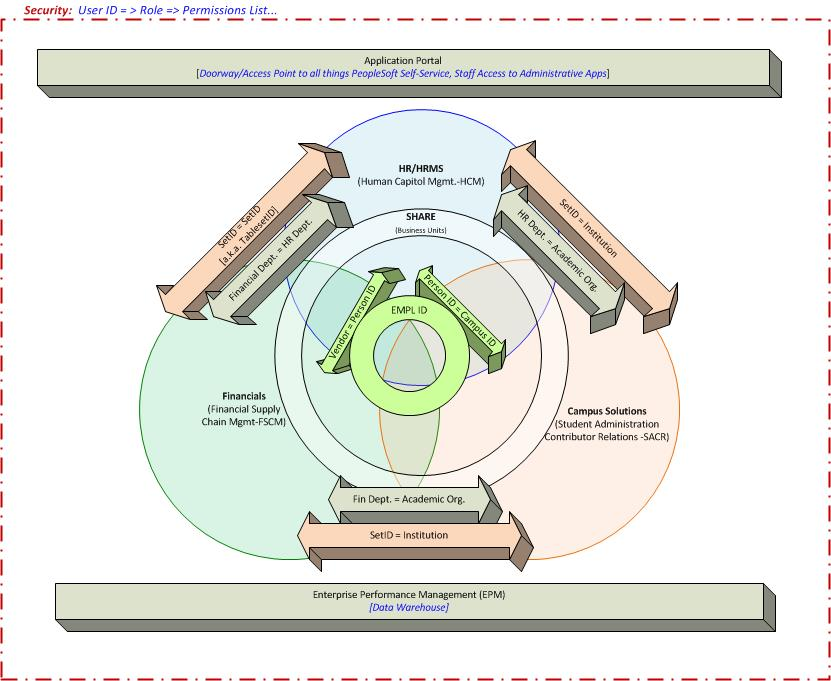 Security: User ID = > Role => Permissions List...
Application Portal
[Doorway/Access Point to all things PeopleSoft Self-Service, Staff Access to Administrative Apps]
HR/HRMS
(Human Capitol Mgmt.-HCM)
SHARE
(Business Units)
SetID = SetID
[a.k.a. TablesetID]
Financial Dept. = HR Dept.
SetID = Institution
HR Dept. = Academic Org.
Vendor = Person ID
Person ID = Campus ID
EMPL ID
Financials
(Financial Supply
Chain Mgmt-FSCM)
Campus Solutions
(Student Administration
Contributor Relations -SACR)
Fin Dept. = Academic Org.
SetID = Institution
Enterprise Performance Management (EPM)
[Data Warehouse]